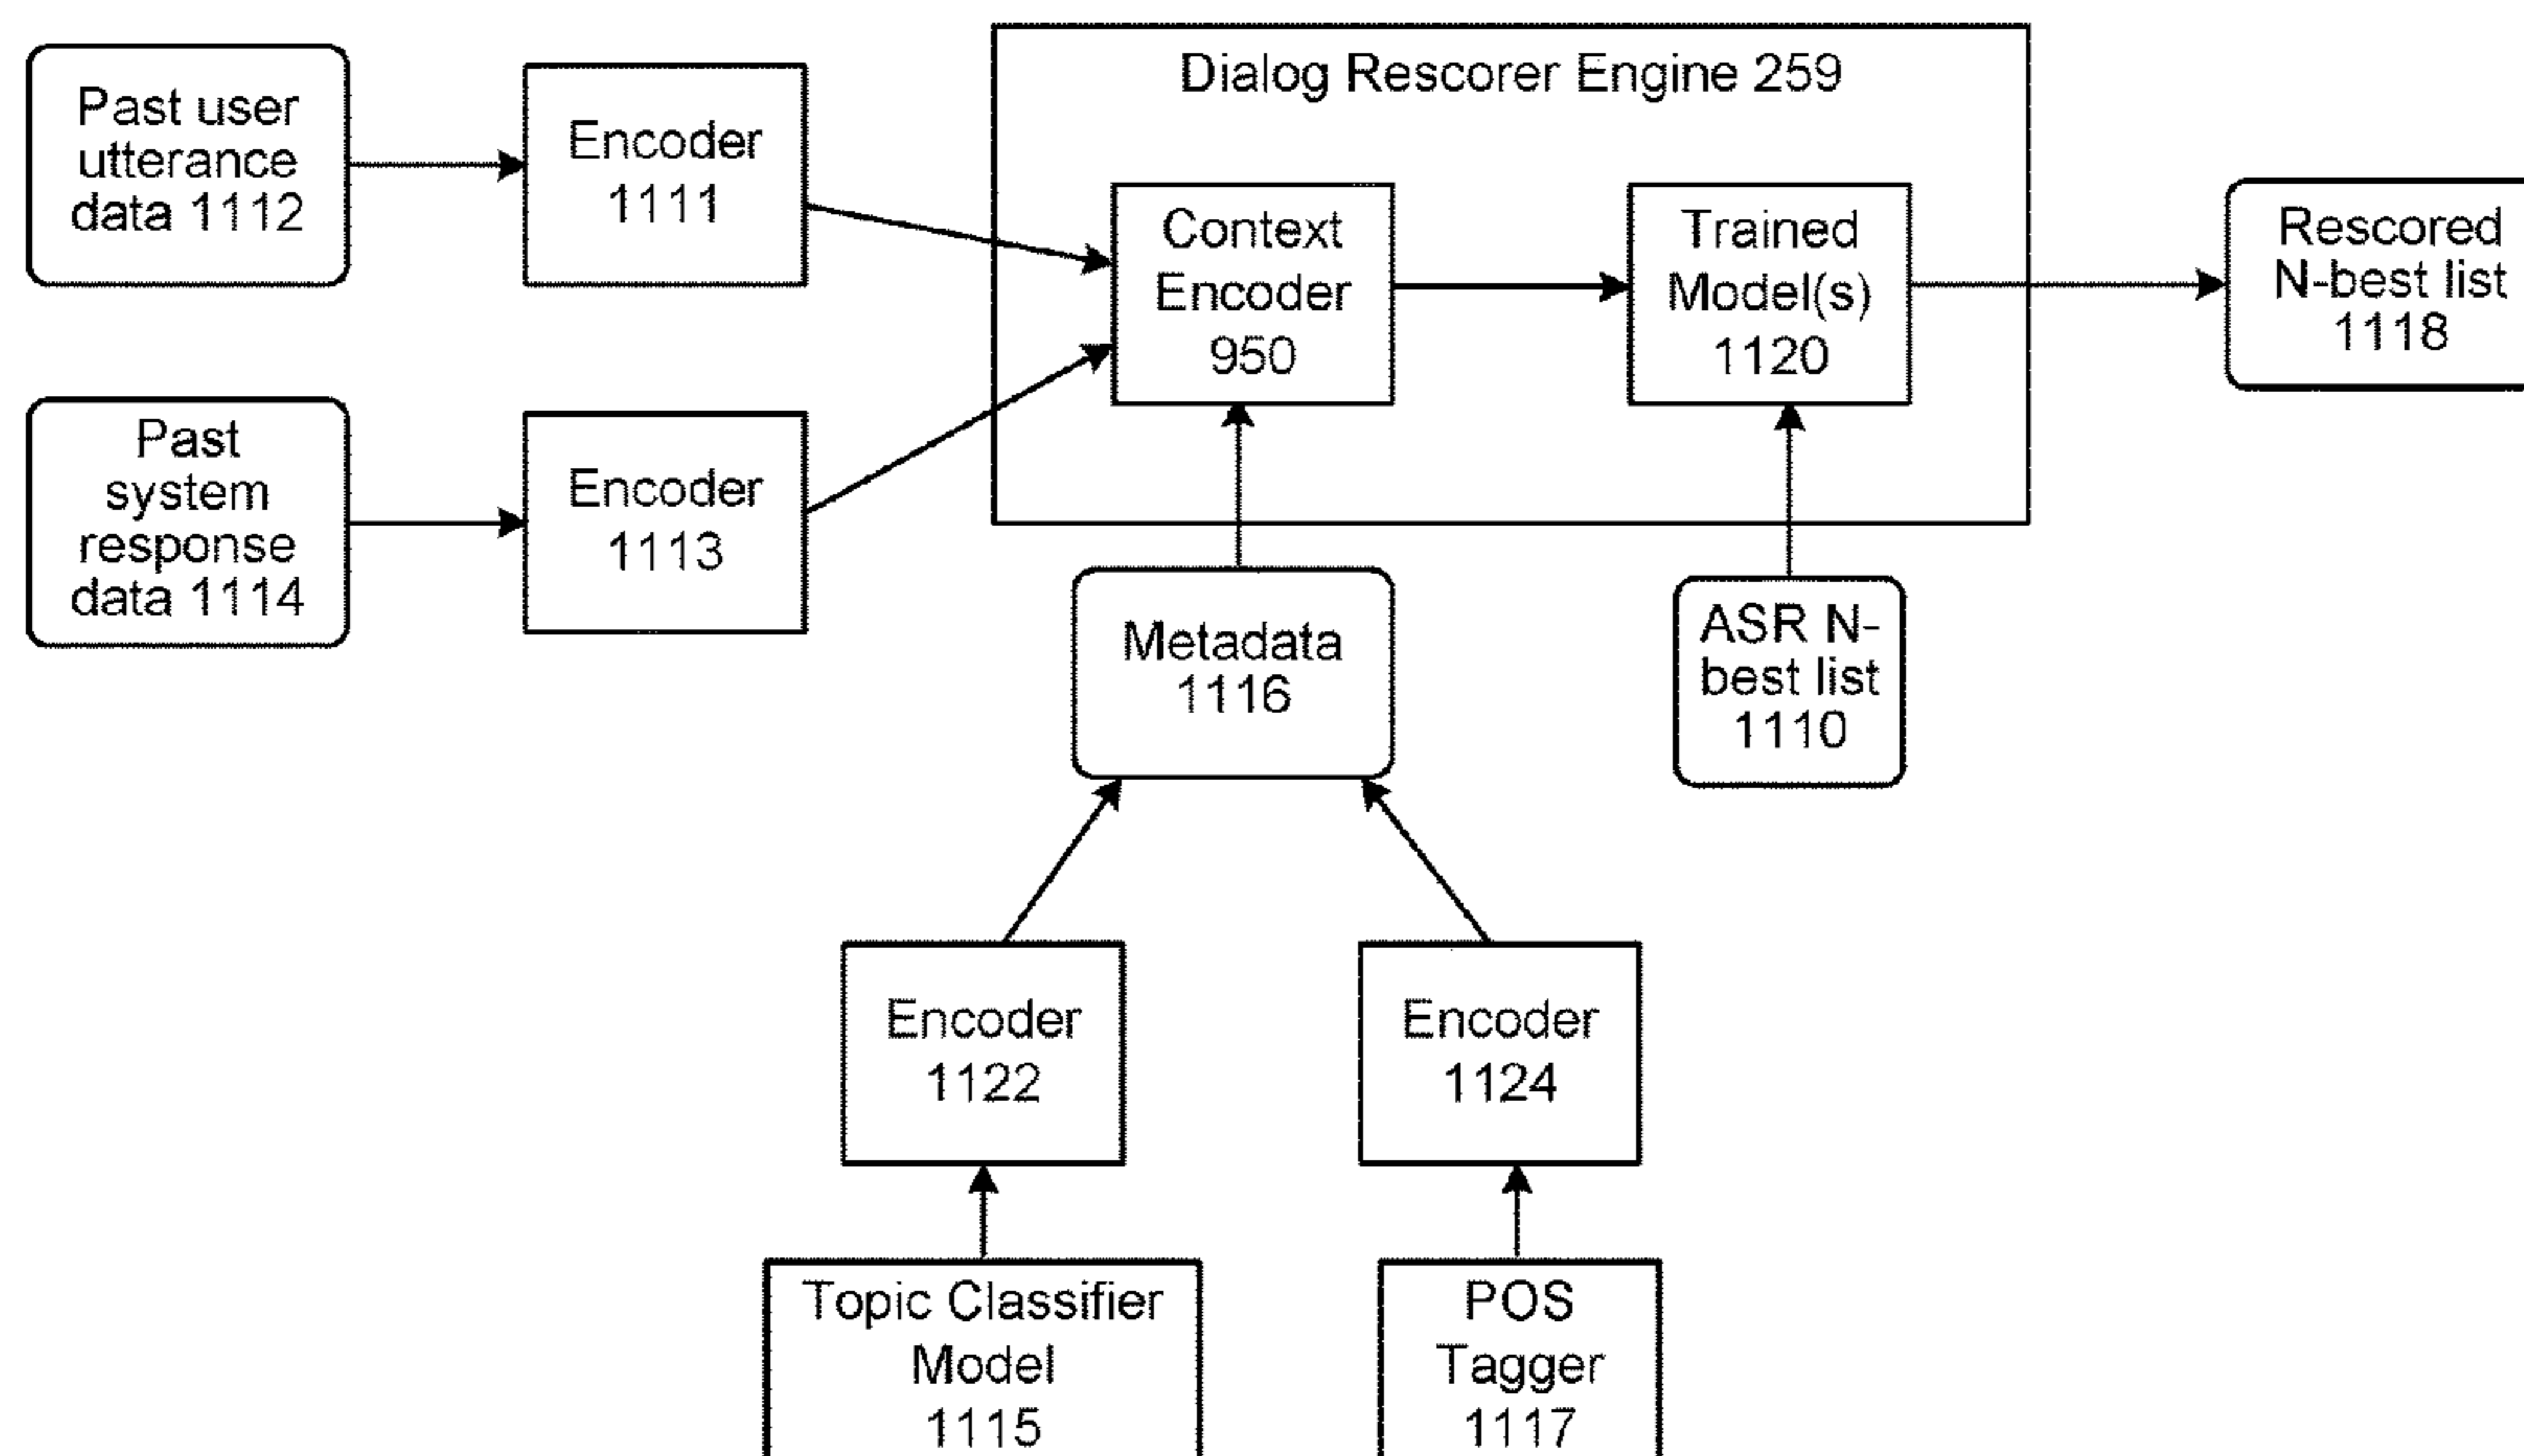 Past user
utterance
data 1112
Encoder
1111
Dialog Rescorer Engine 259
Context
Encoder
950
Trained
Model(s)
1120
Rescored
N-best list
1118
Past
system
response
data 1114
Encoder
1113
Metadata
1116
ASR N-
best list
1110
Encoder
1122
Encoder
1124
Topic Classifier
Model
1115
POS
Tagger
1117